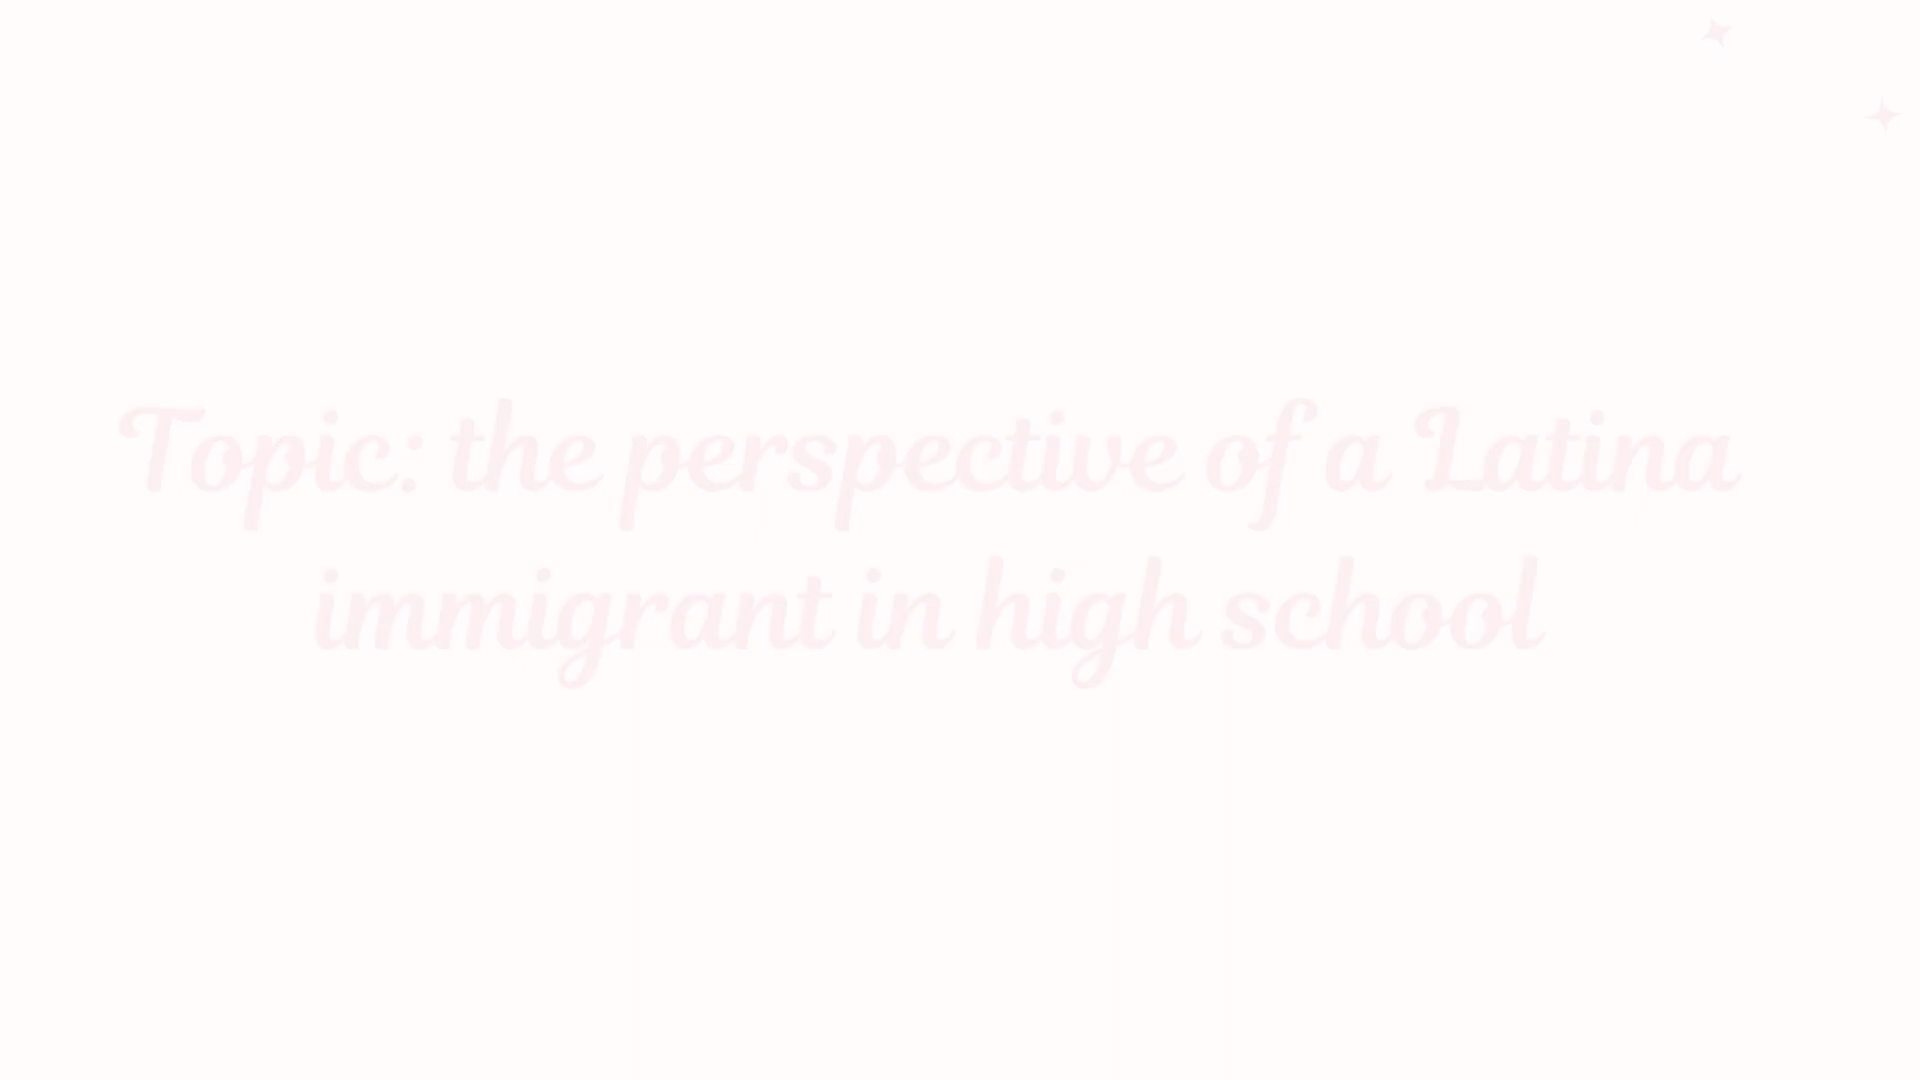 Topic: the perspective of a Latina
immigrant in high school